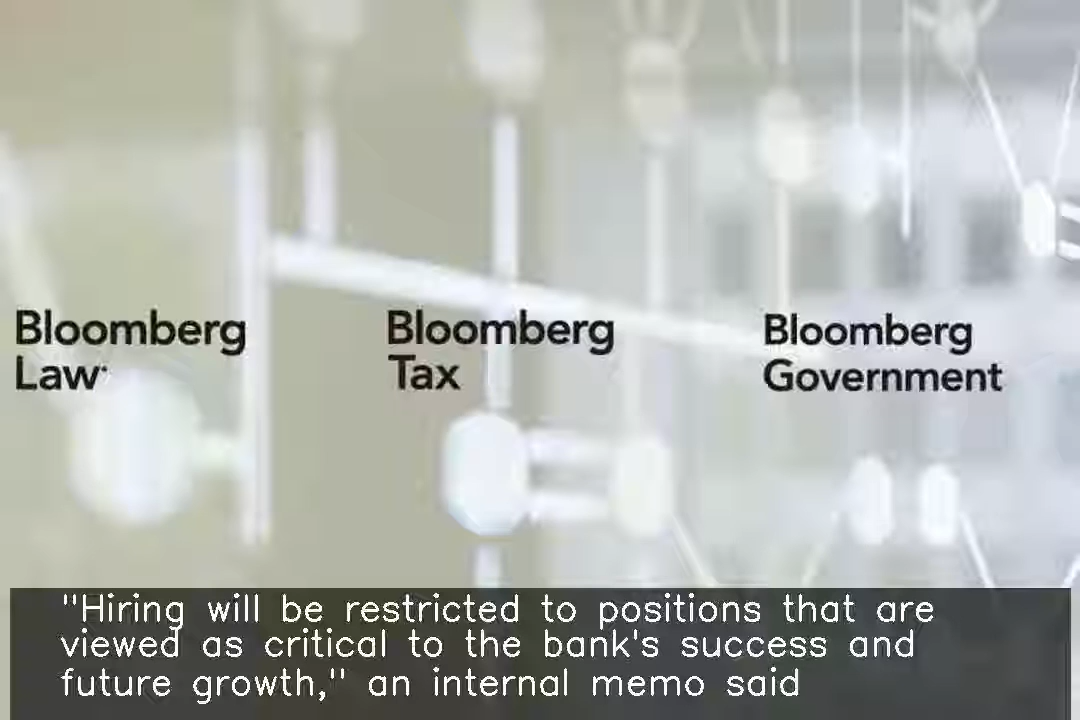 Bloomberg Law
Bloomberg Tax
Bloomberg Government
"Hiring will be restricted to positions that are
viewed as critical to the bank's success and
future growth," an internal memo said